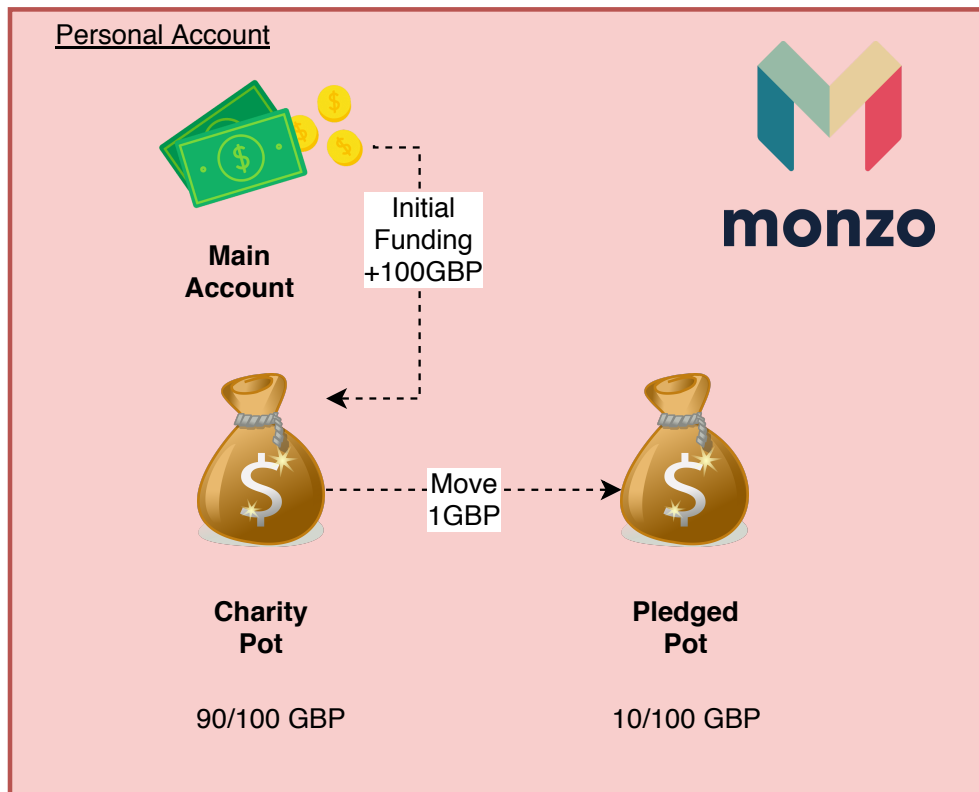 Personal Account
monzo
Initial
Funding
+100GBP
Main
Account
Move
1GBP
Charity
Pot
Pledged
Pot
90/100 GBP
10/100 GBP